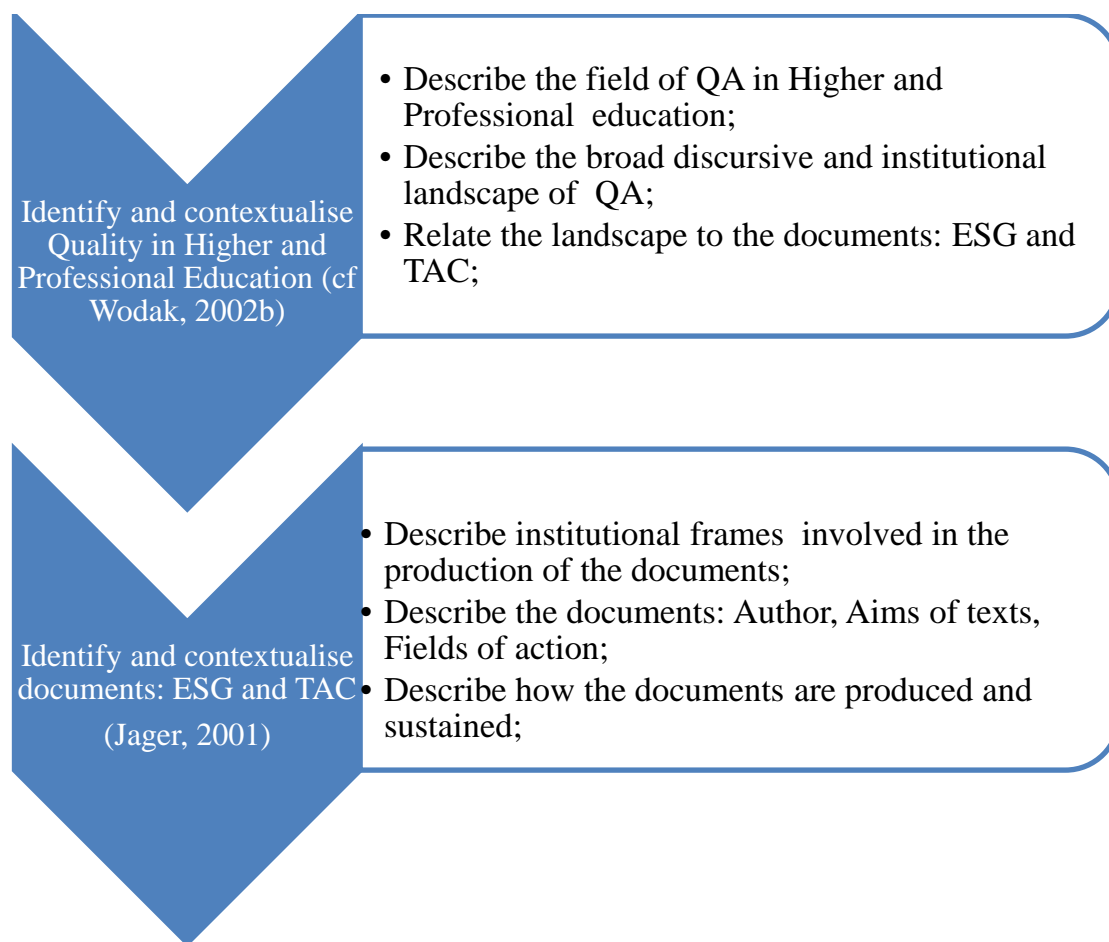 Identify and contextualise
Quality in Higher and
Professional Education (cf
Wodak, 2002b)
• Describe the field of QA in Higher and
Professional education;
• Describe the broad discursive and institutional
landscape of QA;
• Relate the landscape to the documents: ESG and
TAC;
Identify and contextualise
documents: ESG and TAC
(Jager, 2001)
• Describe institutional frames involved in the
production of the documents;
• Describe the documents: Author, Aims of texts,
Fields of action;
• Describe how the documents are produced and
sustained;